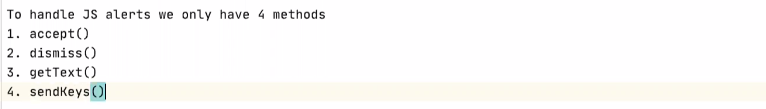 To handle JS alerts we only have 4 methods
1. accept()
2. dismiss()
3. getText()
4. sendKeys()